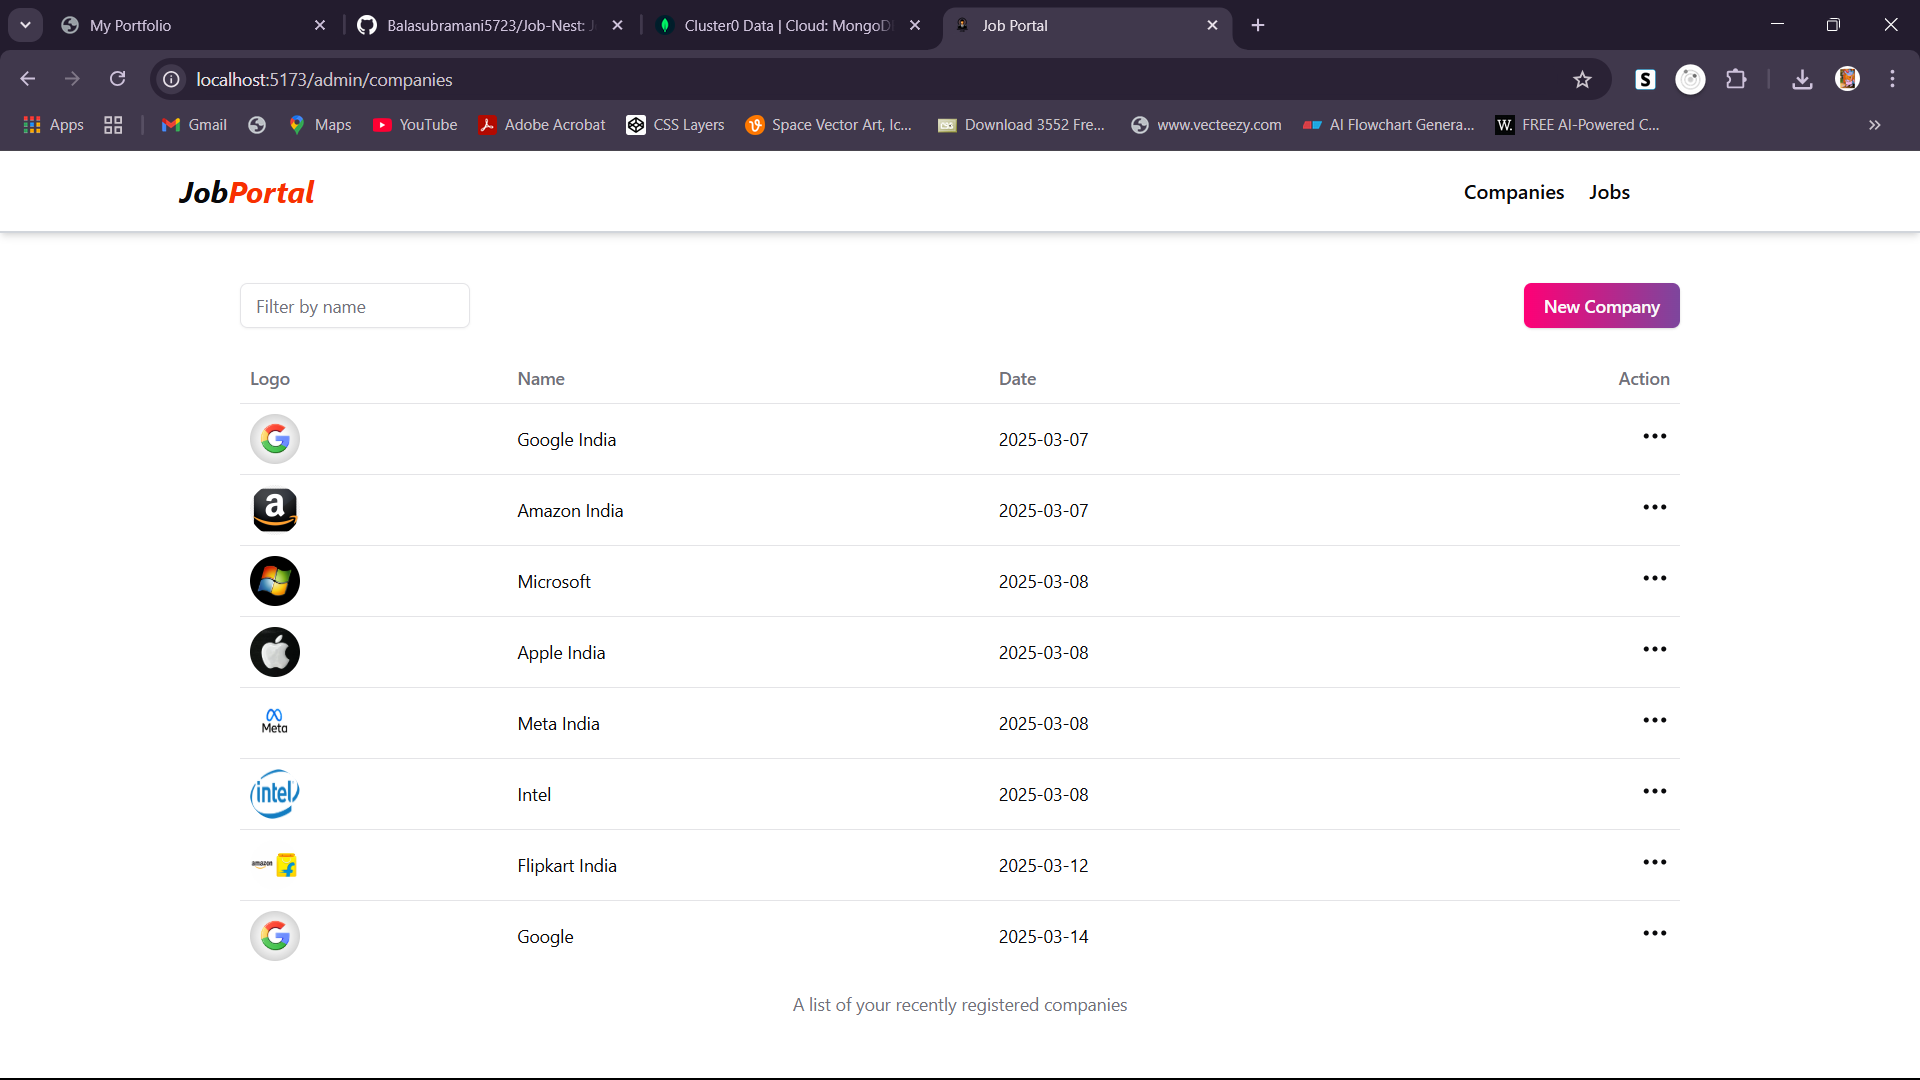 My Portfolio
Balasubramani5723/Job-Nest: J
Cluster0 Data | Cloud: MongoD
Job Portal
localhost:5173/admin/companies
Apps
Gmail
Maps
YouTube
Adobe Acrobat
CSS Layers
Space Vector Art, Ic...
Download 3552 Fre...
www.vecteezy.com
AI Flowchart Genera...
W.
FREE AI-Powered C...
JobPortal
Companies Jobs
Filter by name
New Company
Logo Name Date Action
Google India 2025-03-07
a Amazon India 2025-03-07
Microsoft 2025-03-08
Apple India 2025-03-08
Meta Meta India 2025-03-08
intel Intel 2025-03-08
amazon Flipkart India 2025-03-12
Google 2025-03-14
A list of your recently registered companies